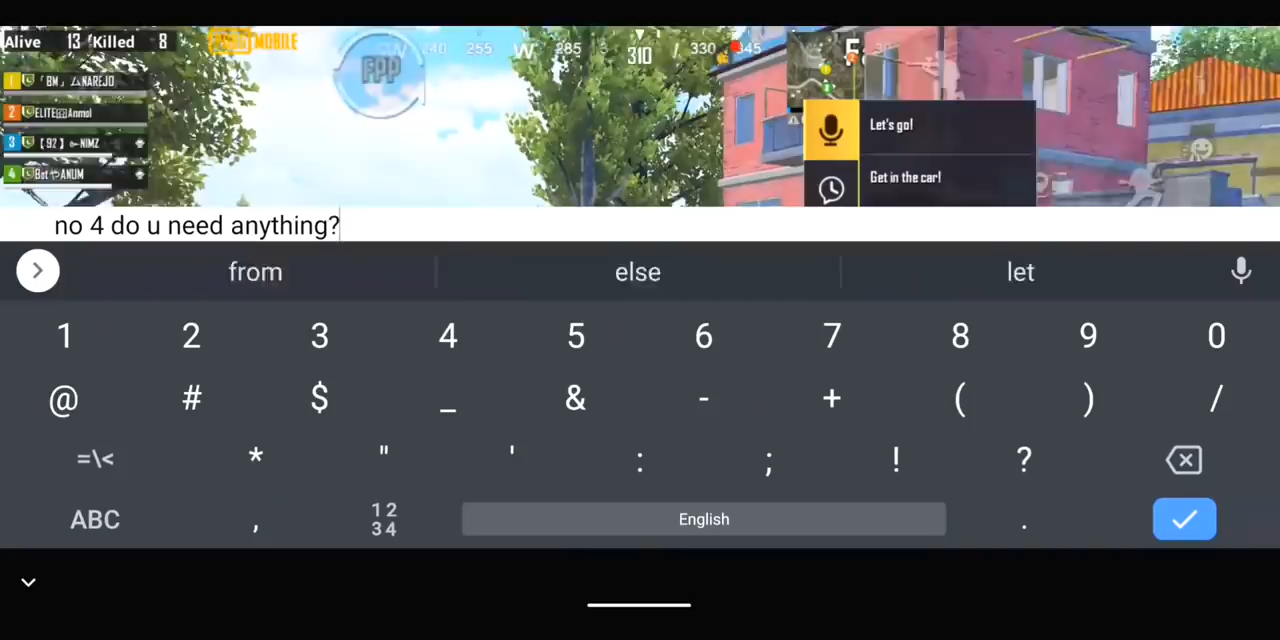 Alive 13 Killed 8
MOBILE
240 255 W 285 310 330 345
FPP
1 「BM」NAREJO
2 ELITE Anmol
3 【92】NIMZ
4 Bot ANUM
Let's go!
Get in the car!
no 4 do u need anything?
from else let
1 2 3 4 5 6 7 8 9 0
@ # $ _ & - + ( ) /
=\< * " ' : ; ! ?
ABC , 12 34 English .